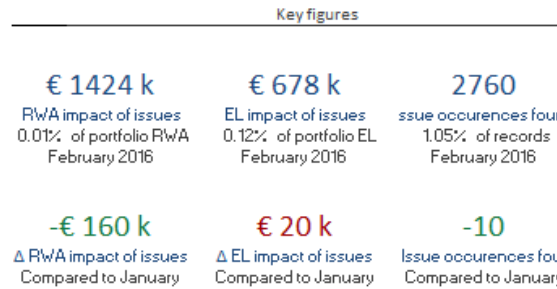 Key figures
€ 1424 k
RWA impact of issues
0.01% of portfolio RWA
February 2016
€ 678 k
EL impact of issues
0.12% of portfolio EL
February 2016
2760
ssue occurences four
1.05% of records
February 2016
-€ 160 k
Δ RWA impact of issues
Compared to January
€ 20 k
Δ EL impact of issues
Compared to January
-10
Issue occurences fou
Compared to January